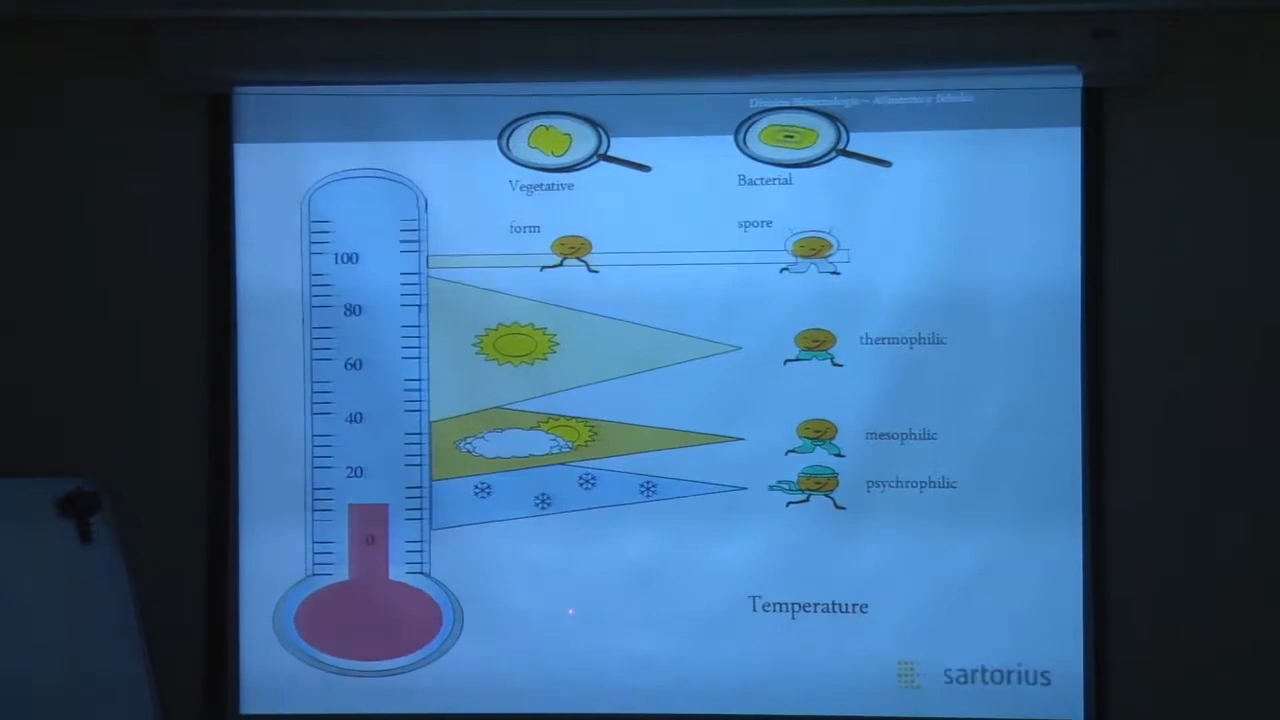 Vegetative
form
Bacterial
spore
100
80
60
40
20
0
thermophilic
mesophilic
psychrophilic
Temperature
sartorius